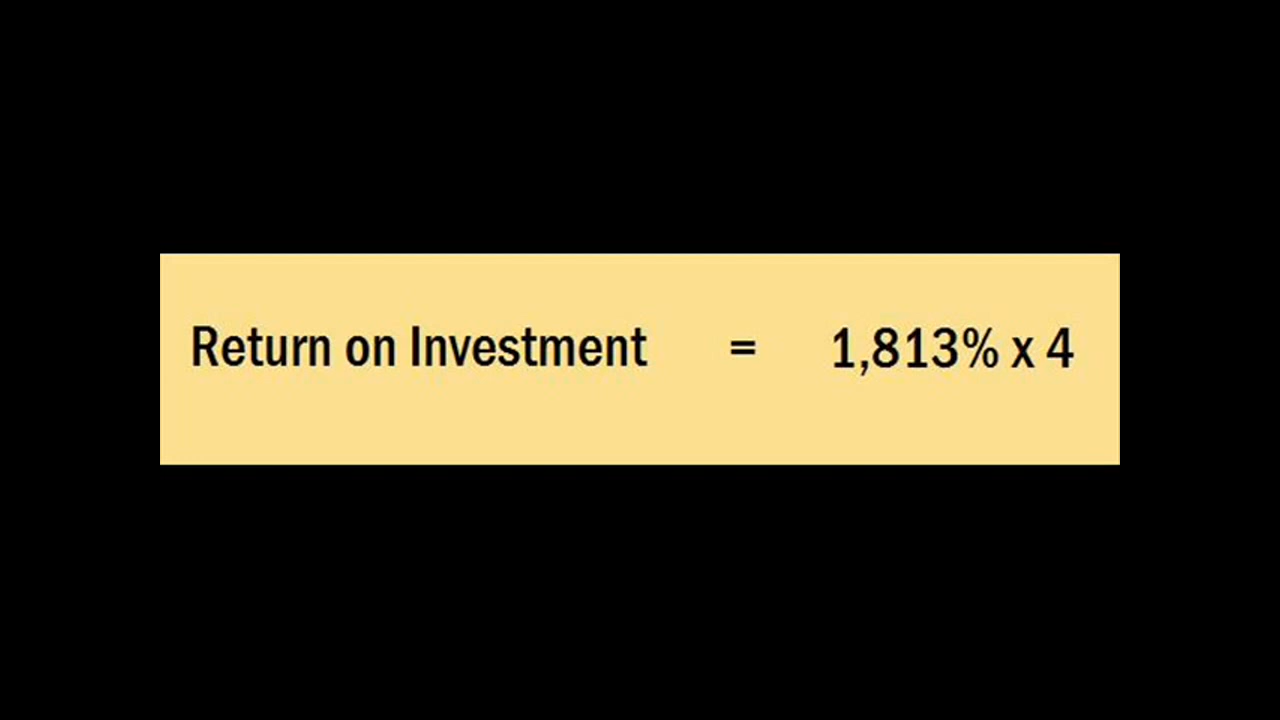 Return on Investment = 1,813% x 4